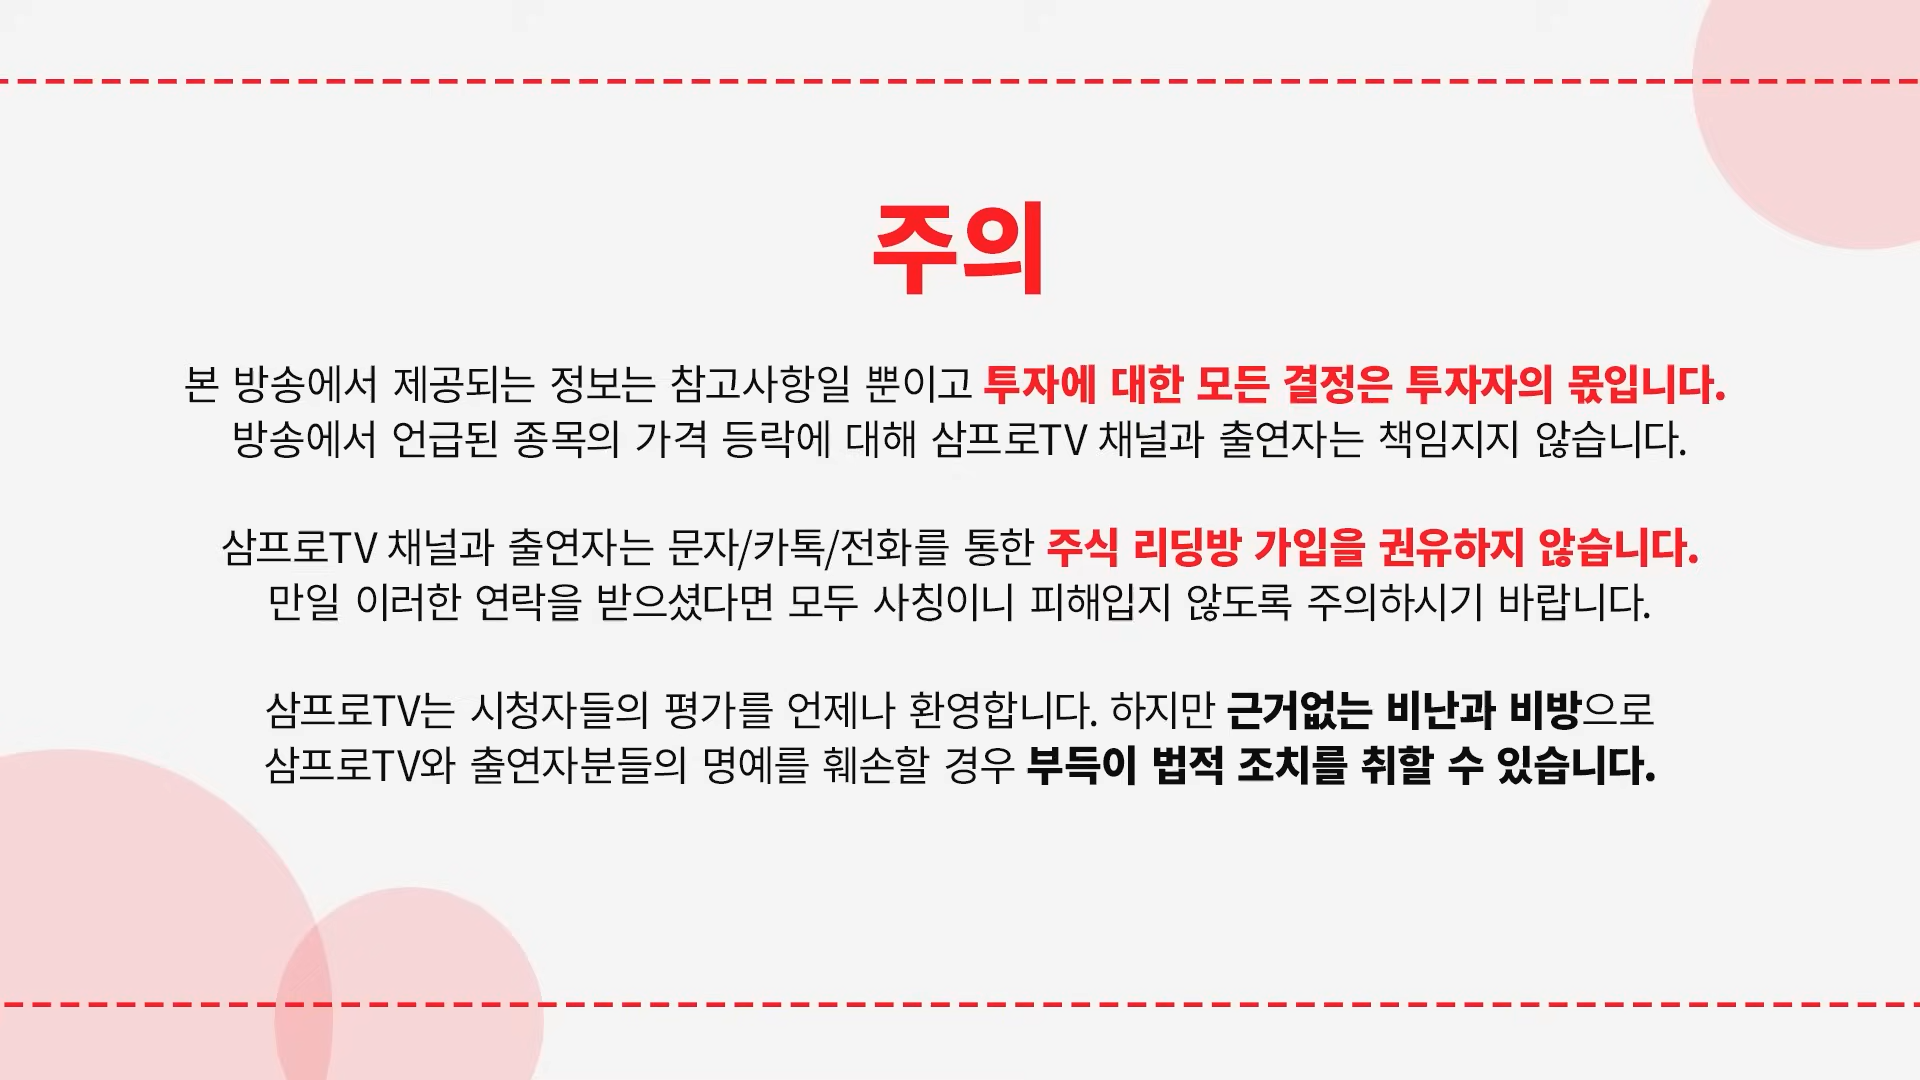 주의
본 방송에서 제공되는 정보는 참고사항일 뿐이고 투자에 대한 모든 결정은 투자자의 몫입니다.
방송에서 언급된 종목의 가격 등락에 대해 삼프로TV 채널과 출연자는 책임지지 않습니다.
삼프로TV 채널과 출연자는 문자/카톡/전화를 통한 주식 리딩방 가입을 권유하지 않습니다.
만일 이러한 연락을 받으셨다면 모두 사칭이니 피해입지 않도록 주의하시기 바랍니다.
삼프로TV는 시청자들의 평가를 언제나 환영합니다. 하지만 근거없는 비난과 비방으로
삼프로TV와 출연자분들의 명예를 훼손할 경우 부득이 법적 조치를 취할 수 있습니다.